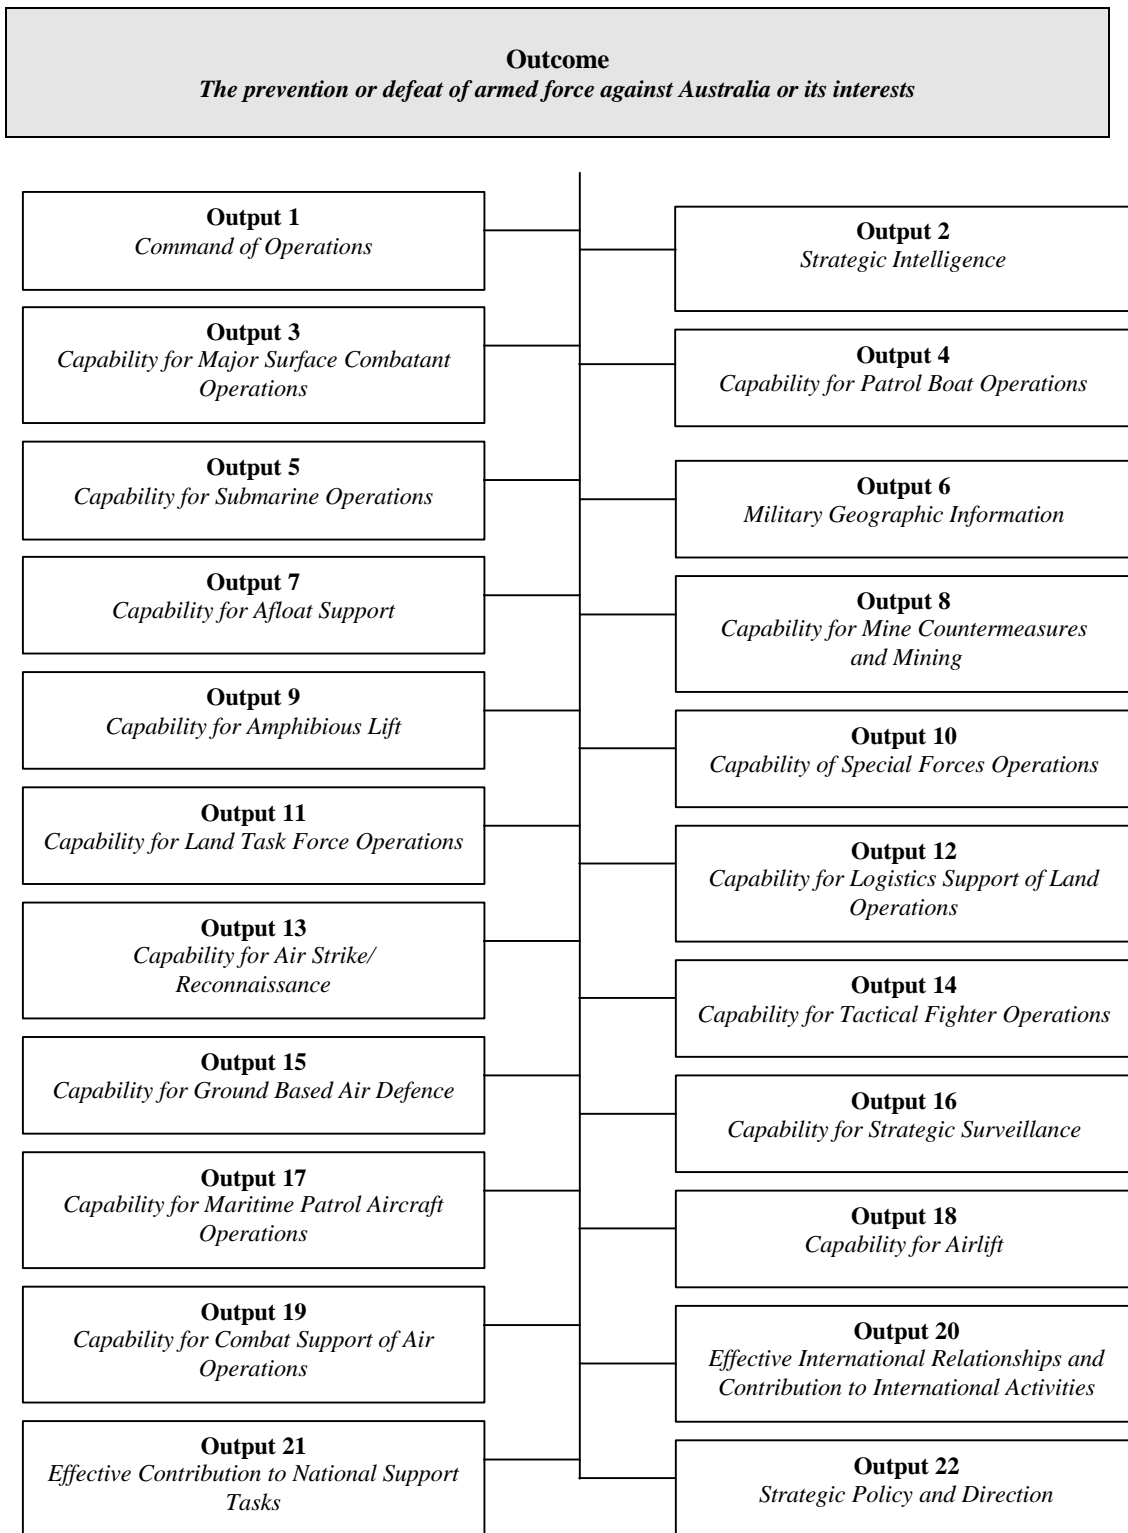 Outcome
The prevention or defeat of armed force against Australia or its interests
Output 1
Command of Operations
Output 2
Strategic Intelligence
Output 3
Capability for Major Surface Combatant
Operations
Output 4
Capability for Patrol Boat Operations
Output 5
Capability for Submarine Operations
Output 6
Military Geographic Information
Output 7
Capability for Afloat Support
Output 8
Capability for Mine Countermeasures
and Mining
Output 9
Capability for Amphibious Lift
Output 10
Capability of Special Forces Operations
Output 11
Capability for Land Task Force Operations
Output 12
Capability for Logistics Support of Land
Operations
Output 13
Capability for Air Strike/
Reconnaissance
Output 14
Capability for Tactical Fighter Operations
Output 15
Capability for Ground Based Air Defence
Output 16
Capability for Strategic Surveillance
Output 17
Capability for Maritime Patrol Aircraft
Operations
Output 18
Capability for Airlift
Output 19
Capability for Combat Support of Air
Operations
Output 20
Effective International Relationships and
Contribution to International Activities
Output 21
Effective Contribution to National Support
Tasks
Output 22
Strategic Policy and Direction